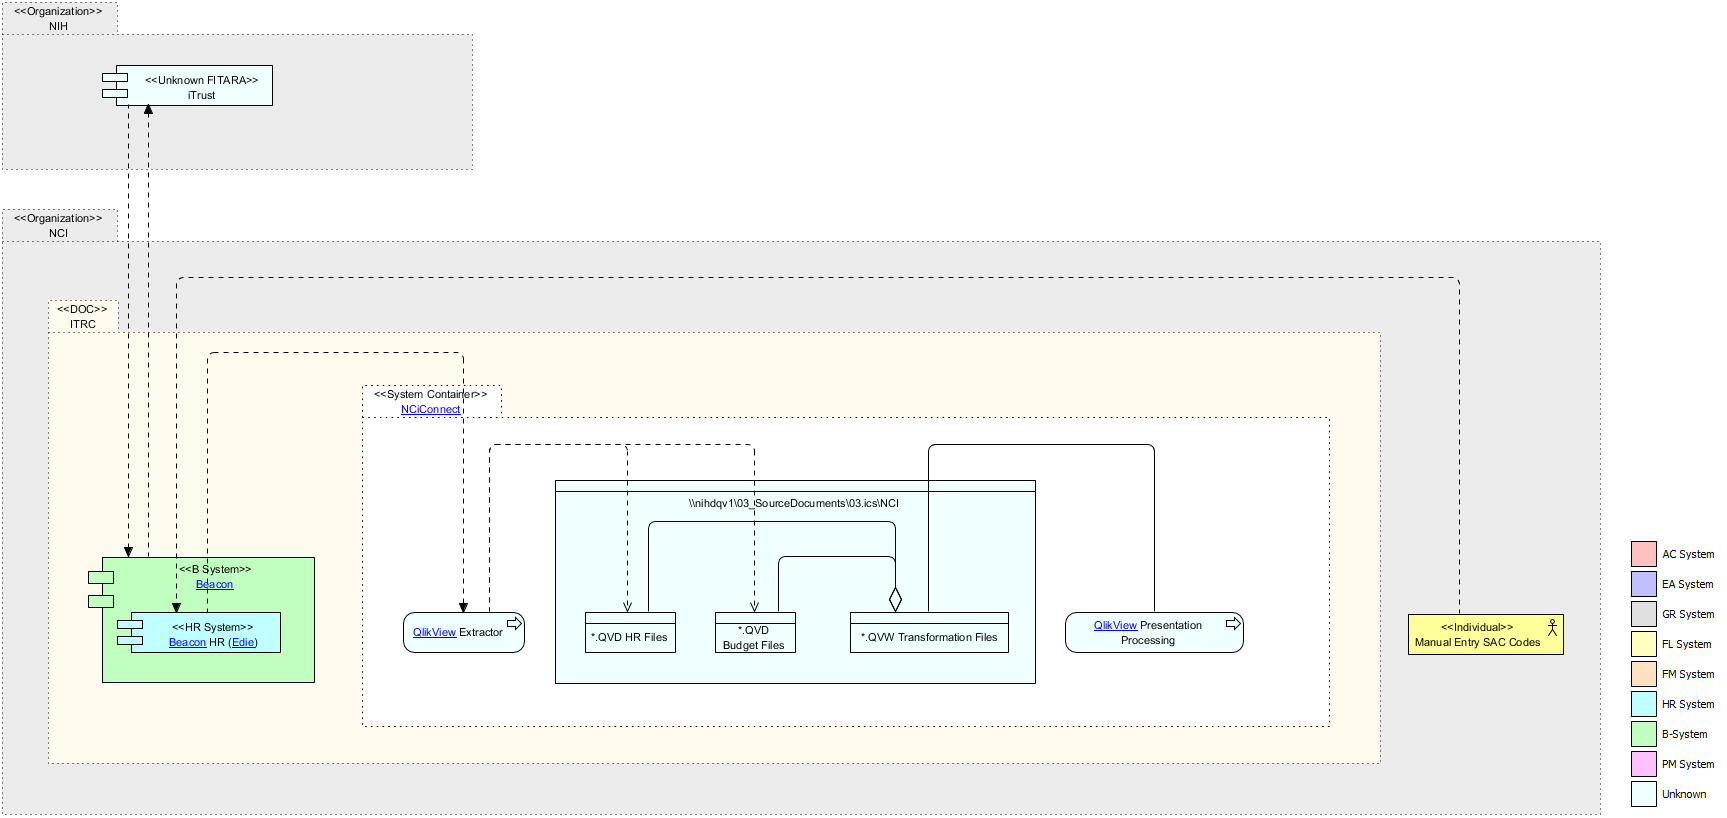 <<Organization>>
NIH
<<Unknown FITARA>>
iTrust
<<Organization>>
NCI
<<DOC>>
ITRC
<<System Container>>
NCiConnect
\\nihdqv1\03_SourceDocuments\03.ics\NCI
<<B System>>
Beacon
<<HR System>>
Beacon HR (Edie)
QlikView Extractor
*.QVD HR Files
*.QVD
Budget Files
*.QVW Transformation Files
QlikView Presentation
Processing
<<Individual>>
Manual Entry SAC Codes
AC System
EA System
GR System
FL System
FM System
HR System
B-System
PM System
Unknown